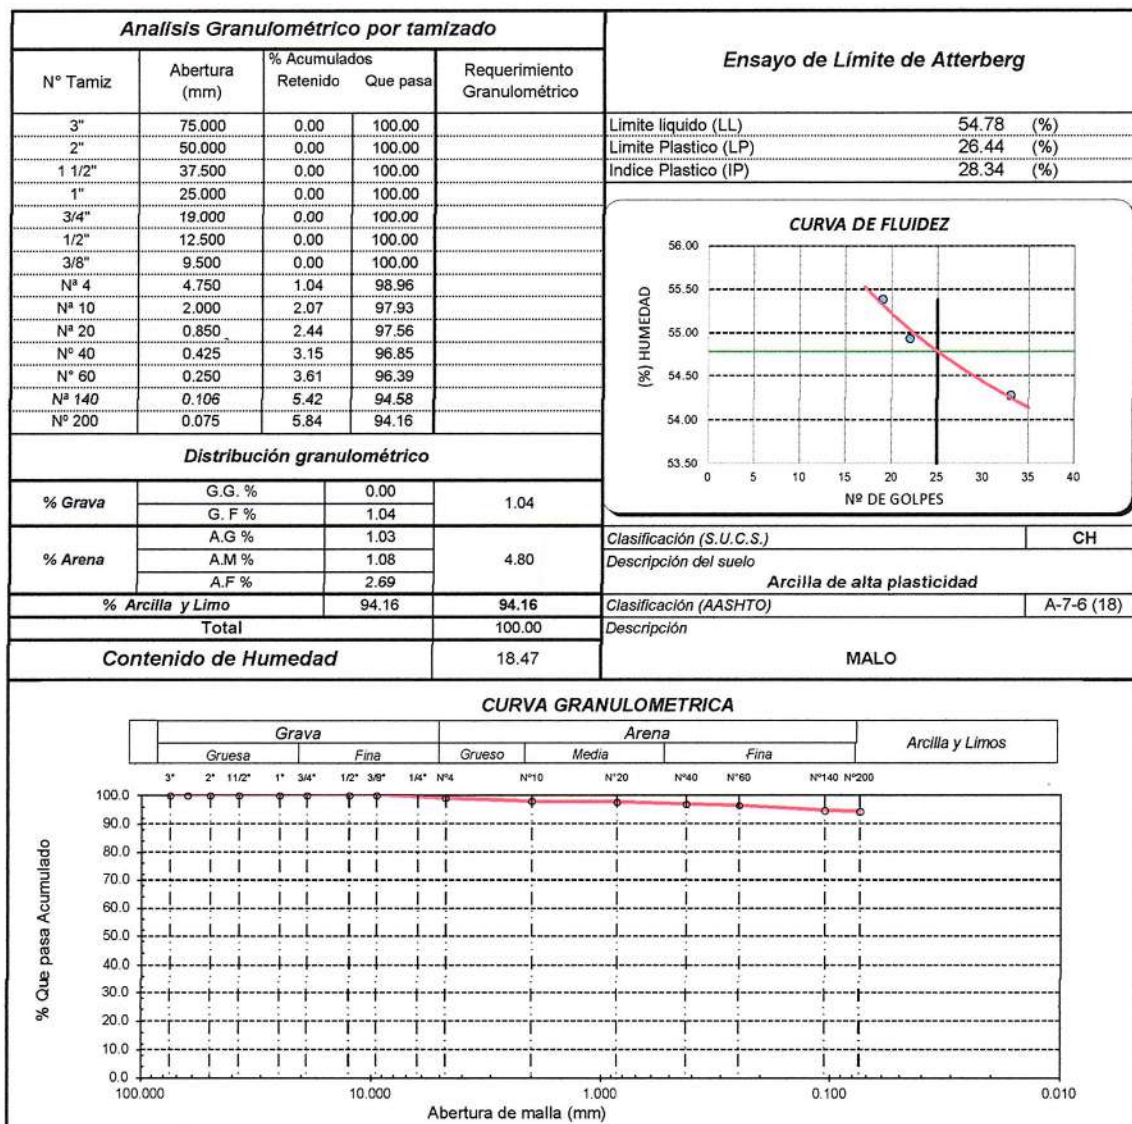 Analisis Granulométrico por tamizado
N° Tamiz Abertura (mm) % Acumulados Retenido Que pasa Requerimiento Granulométrico
3" 75.000 0.00 100.00
2" 50.000 0.00 100.00
1 1/2" 37.500 0.00 100.00
1" 25.000 0.00 100.00
3/4" 19.000 0.00 100.00
1/2" 12.500 0.00 100.00
3/8" 9.500 0.00 100.00
Nª 4 4.750 1.04 98.96
Nª 10 2.000 2.07 97.93
Nª 20 0.850 2.44 97.56
Nº 40 0.425 3.15 96.85
N° 60 0.250 3.61 96.39
Nª 140 0.106 5.42 94.58
Nº 200 0.075 5.84 94.16
Distribución granulométrico
% Grava G.G. % 0.00 1.04
G. F % 1.04
% Arena A.G % 1.03 4.80
A.M % 1.08
A.F % 2.69
% Arcilla y Limo 94.16 94.16
Total 100.00
Contenido de Humedad 18.47
Ensayo de Límite de Atterberg
Limite liquido (LL) 54.78 (%)
Limite Plastico (LP) 26.44 (%)
Indice Plastico (IP) 28.34 (%)
CURVA DE FLUIDEZ
(%) HUMEDAD
56.00
55.50
55.00
54.50
54.00
53.50
0 5 10 15 20 25 30 35 40
Nº DE GOLPES
Clasificación (S.U.C.S.) CH
Descripción del suelo
Arcilla de alta plasticidad
Clasificación (AASHTO) A-7-6 (18)
Descripción
MALO
CURVA GRANULOMETRICA
Grava Arena Arcilla y Limos
Gruesa Fina Grueso Media Fina
3" 2" 11/2" 1" 3/4" 1/2" 3/8" 1/4" Nº4 N°10 N°20 N°40 N°60 N°140 N°200
% Que pasa Acumulado
100.0
90.0
80.0
70.0
60.0
50.0
40.0
30.0
20.0
10.0
0.0
100.000 10.000 1.000 0.100 0.010
Abertura de malla (mm)